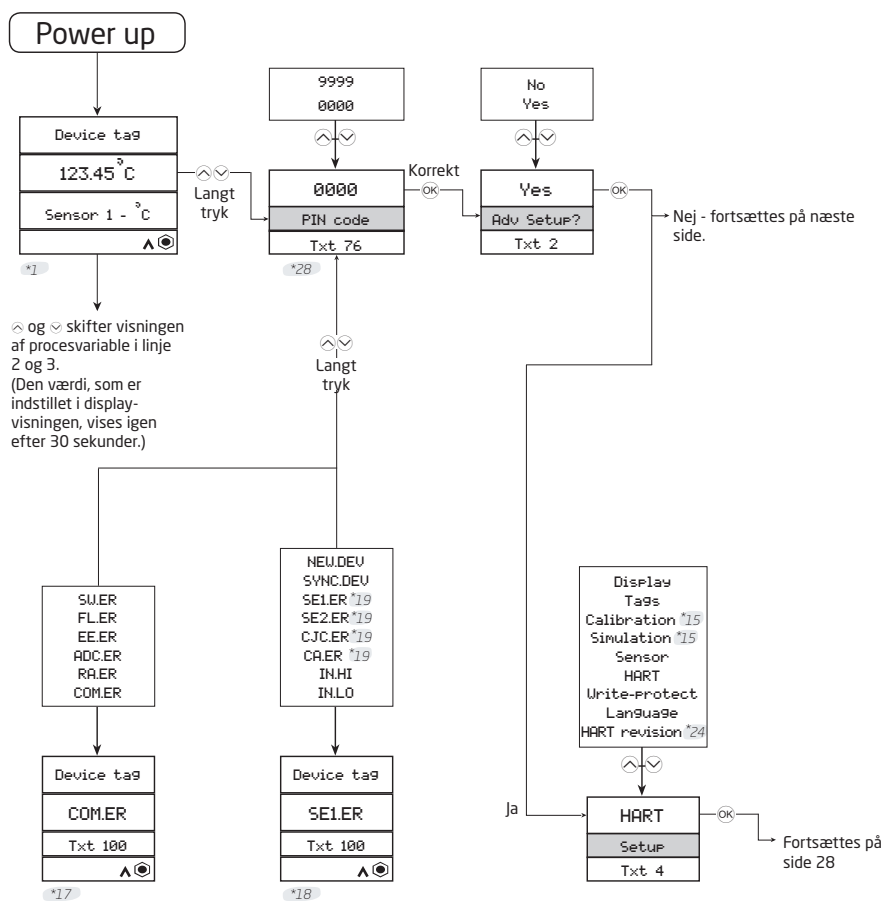 Power up
Device tag
123.45 °C
Sensor 1 - °C
*1
og skifter visningen
af procesvariable i linje
2 og 3.
(Den værdi, som er
indstillet i display-
visningen, vises igen
efter 30 sekunder.)
Langt
tryk
9999
0000
0000
PIN code
Txt 76
*28
Korrekt
OK
No
Yes
Yes
Adv Setup?
Txt 2
OK
Nej - fortsættes på næste
side.
Langt
tryk
SW.ER
FL.ER
EE.ER
ADC.ER
RA.ER
COM.ER
Device tag
COM.ER
Txt 100
*17
NEW.DEV
SYNC.DEV
SE1.ER *19
SE2.ER *19
CJC.ER *19
CA.ER *19
IN.HI
IN.LO
Device tag
SE1.ER
Txt 100
*18
Display
Tags
Calibration *15
Simulation *15
Sensor
HART
Write-protect
Language
HART revision *24
Ja
HART
Setup
Txt 4
OK
Fortsættes på
side 28